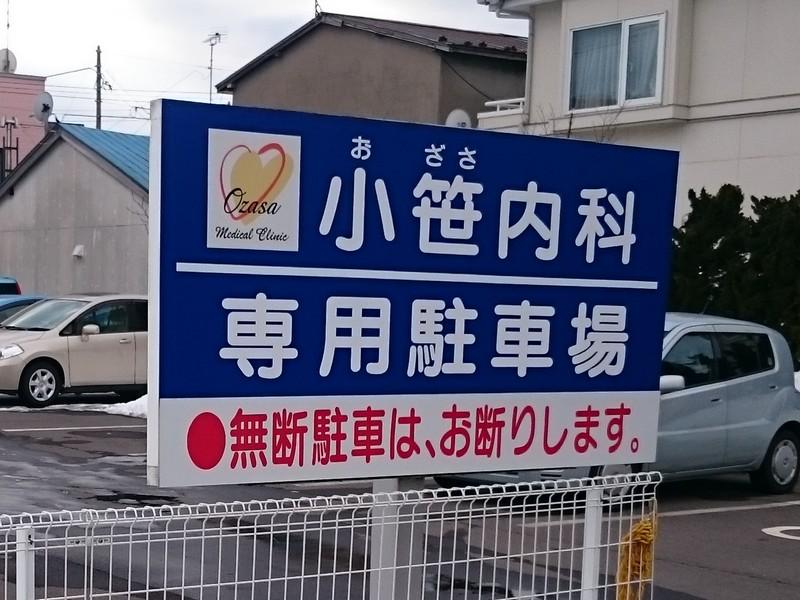 Ozasa
Medical Clinic
お ざさ
小笹内科
専用駐車場
●無断駐車は、お断りします。